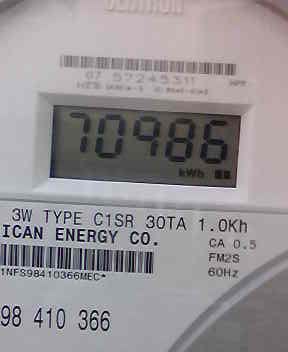 CENTRON
07 57245311
70986
kWh
3W TYPE C1SR 30TA 1.0Kh
ICAN ENERGY CO.
CA 0.5
FM2S
1NFS98410366MEC*
60Hz
98 410 366